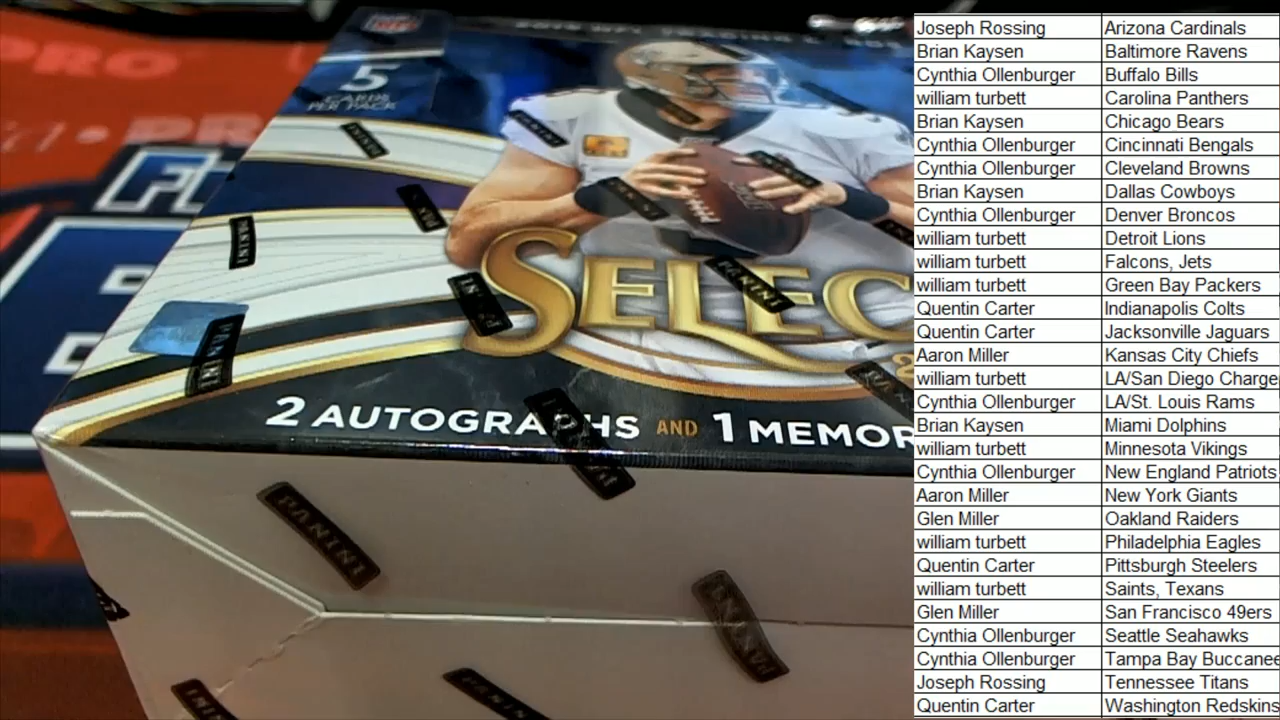 PRO
5
CARDS
PER PACK
SELEC
2 AUTOGRAPHS AND 1 MEMOR
PANINI
PANINI
PANINI
Joseph Rossing Arizona Cardinals
Brian Kaysen Baltimore Ravens
Cynthia Ollenburger Buffalo Bills
william turbett Carolina Panthers
Brian Kaysen Chicago Bears
Cynthia Ollenburger Cincinnati Bengals
Cynthia Ollenburger Cleveland Browns
Brian Kaysen Dallas Cowboys
Cynthia Ollenburger Denver Broncos
william turbett Detroit Lions
william turbett Falcons, Jets
william turbett Green Bay Packers
Quentin Carter Indianapolis Colts
Quentin Carter Jacksonville Jaguars
Aaron Miller Kansas City Chiefs
william turbett LA/San Diego Charge
Cynthia Ollenburger LA/St. Louis Rams
Brian Kaysen Miami Dolphins
william turbett Minnesota Vikings
Cynthia Ollenburger New England Patriots
Aaron Miller New York Giants
Glen Miller Oakland Raiders
william turbett Philadelphia Eagles
Quentin Carter Pittsburgh Steelers
william turbett Saints, Texans
Glen Miller San Francisco 49ers
Cynthia Ollenburger Seattle Seahawks
Cynthia Ollenburger Tampa Bay Buccanee
Joseph Rossing Tennessee Titans
Quentin Carter Washington Redskins